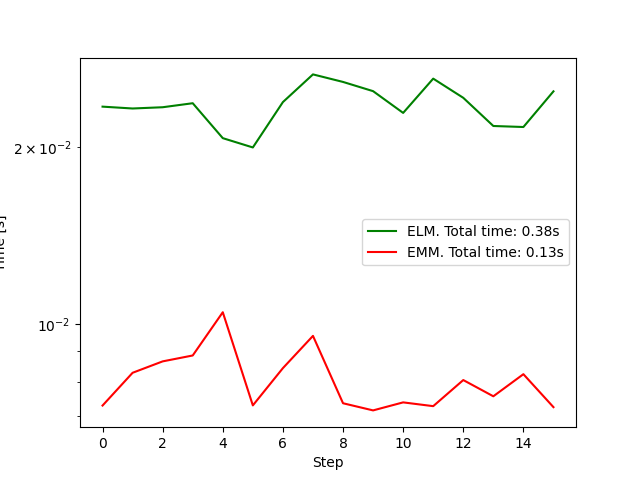 2 × 10⁻²
10⁻²
Time [s]
ELM. Total time: 0.38s
EMM. Total time: 0.13s
0 2 4 6 8 10 12 14
Step